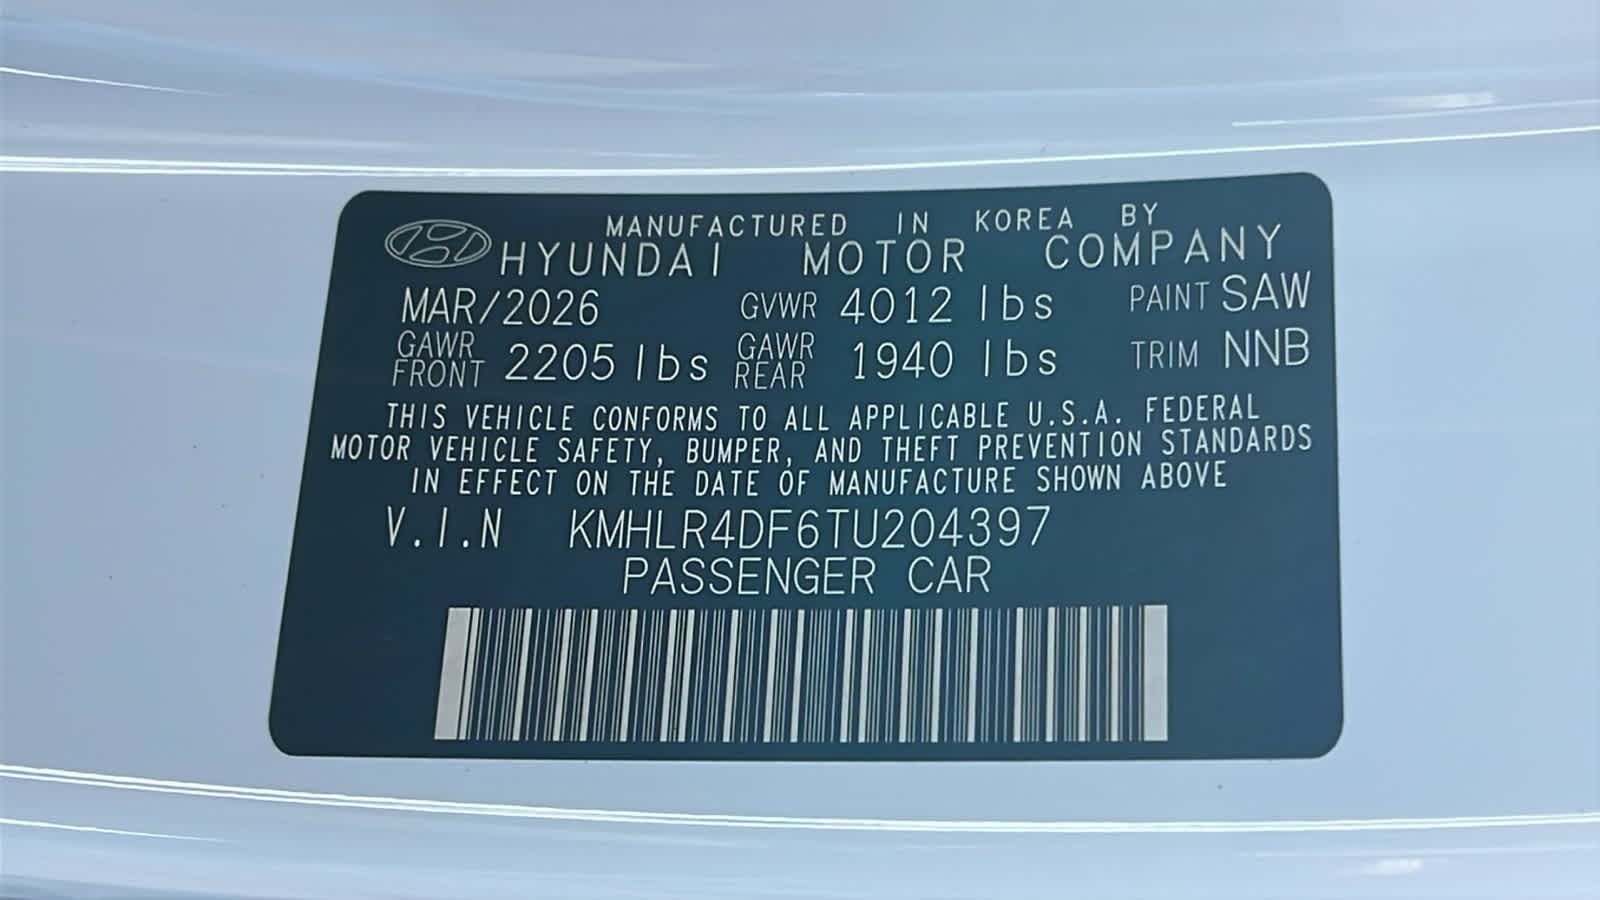 MANUFACTURED IN KOREA BY
HYUNDAI MOTOR COMPANY
MAR/2026 GVWR 4012 lbs PAINT SAW
GAWR FRONT 2205 lbs GAWR REAR 1940 lbs TRIM NNB
THIS VEHICLE CONFORMS TO ALL APPLICABLE U.S.A. FEDERAL
MOTOR VEHICLE SAFETY, BUMPER, AND THEFT PREVENTION STANDARDS
IN EFFECT ON THE DATE OF MANUFACTURE SHOWN ABOVE
V.I.N KMHLR4DF6TU204397
PASSENGER CAR